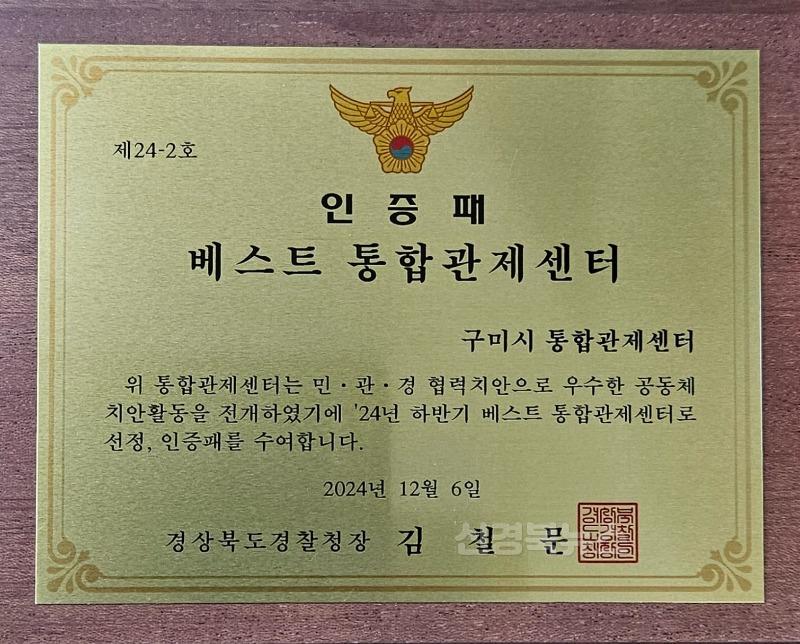 제24-2호
인증패
베스트 통합관제센터
구미시 통합관제센터
위 통합관제센터는 민·관·경 협력치안으로 우수한 공동체
치안활동을 전개하였기에 '24년 하반기 베스트 통합관제센터로
선정, 인증패를 수여합니다.
2024년 12월 6일
경상북도경찰청장 김철문